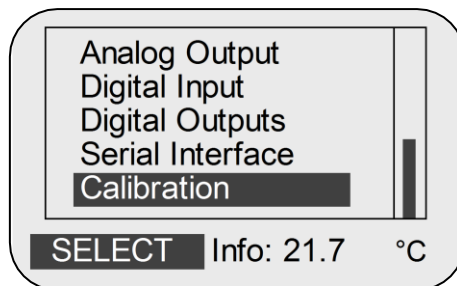 Analog Output
Digital Input
Digital Outputs
Serial Interface
Calibration
SELECT Info: 21.7 °C